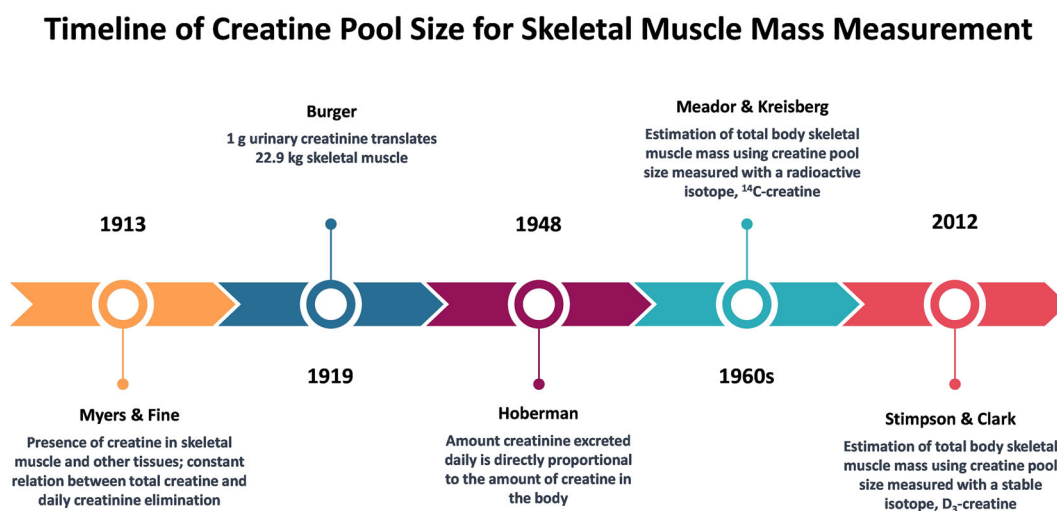 Timeline of Creatine Pool Size for Skeletal Muscle Mass Measurement
1913
Myers & Fine
Presence of creatine in skeletal
muscle and other tissues; constant
relation between total creatine and
daily creatinine elimination
Burger
1 g urinary creatinine translates
22.9 kg skeletal muscle
1919
1948
Hoberman
Amount creatinine excreted
daily is directly proportional
to the amount of creatine in
the body
Meador & Kreisberg
Estimation of total body skeletal
muscle mass using creatine pool
size measured with a radioactive
isotope, ¹⁴C-creatine
1960s
2012
Stimpson & Clark
Estimation of total body skeletal
muscle mass using creatine pool
size measured with a stable
isotope, D₃-creatine